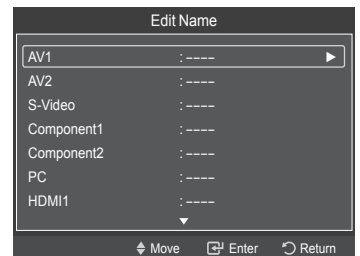 Edit Name
AV1 : ----
AV2 : ----
S-Video : ----
Component1 : ----
Component2 : ----
PC : ----
HDMI1 : ----
Move Enter Return